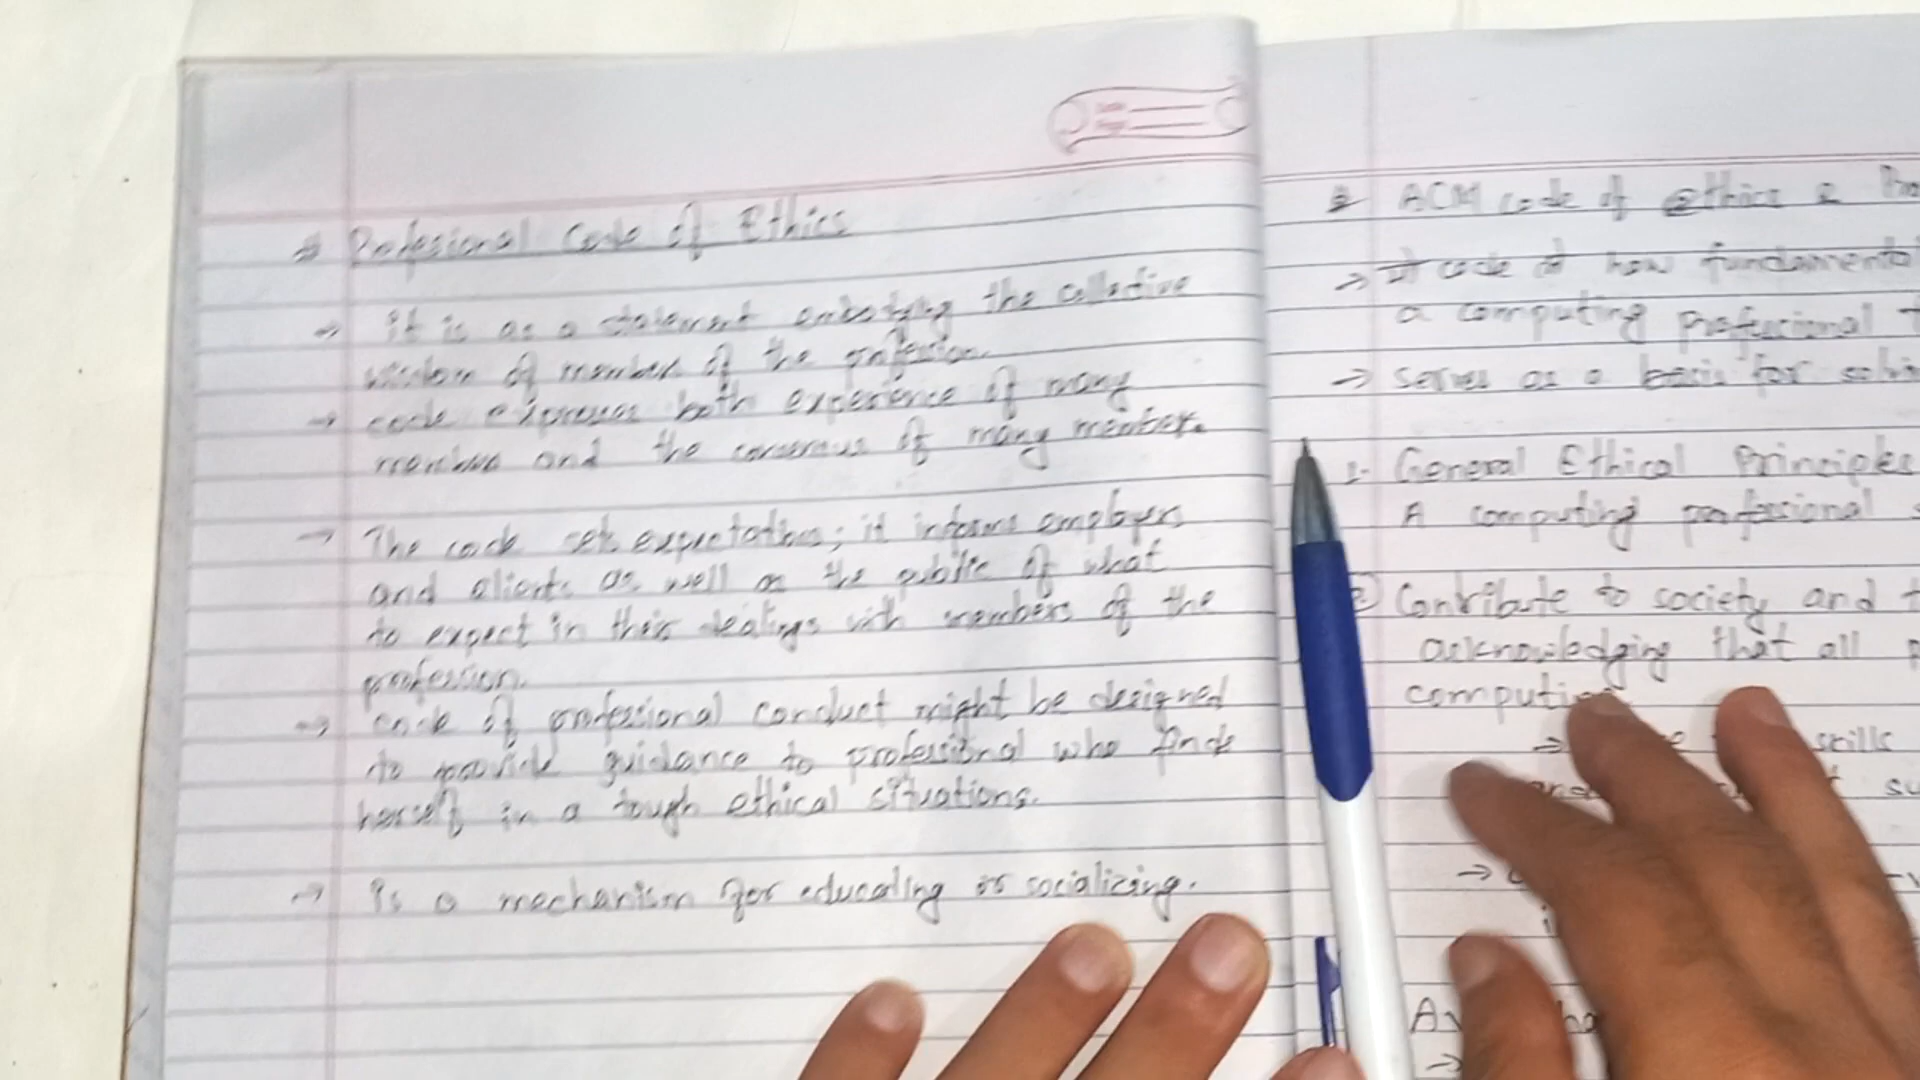 # Profesional Code of Ethics
→ it is as a statement embodying the collective
wisdom of member of the profession.
→ code expresses both experience of many
members and the consensus of many member.
→ The code sets expectations; it informs employers
and clients as well as the public of what
to expect in their dealings with members of the
profession.
→ code of professional conduct might be designed
to provide guidance to professional who finds
herself in a tough ethical situations.
→ is a mechanism for educating or socializing.
ACM code of ethics &
→ code of how fundamental
a computing profesional
→ serves as a basis for
1. General Ethical Principles
A computing professional
Contribute to society and
acknowledging that all
computing
→ skills
→
→